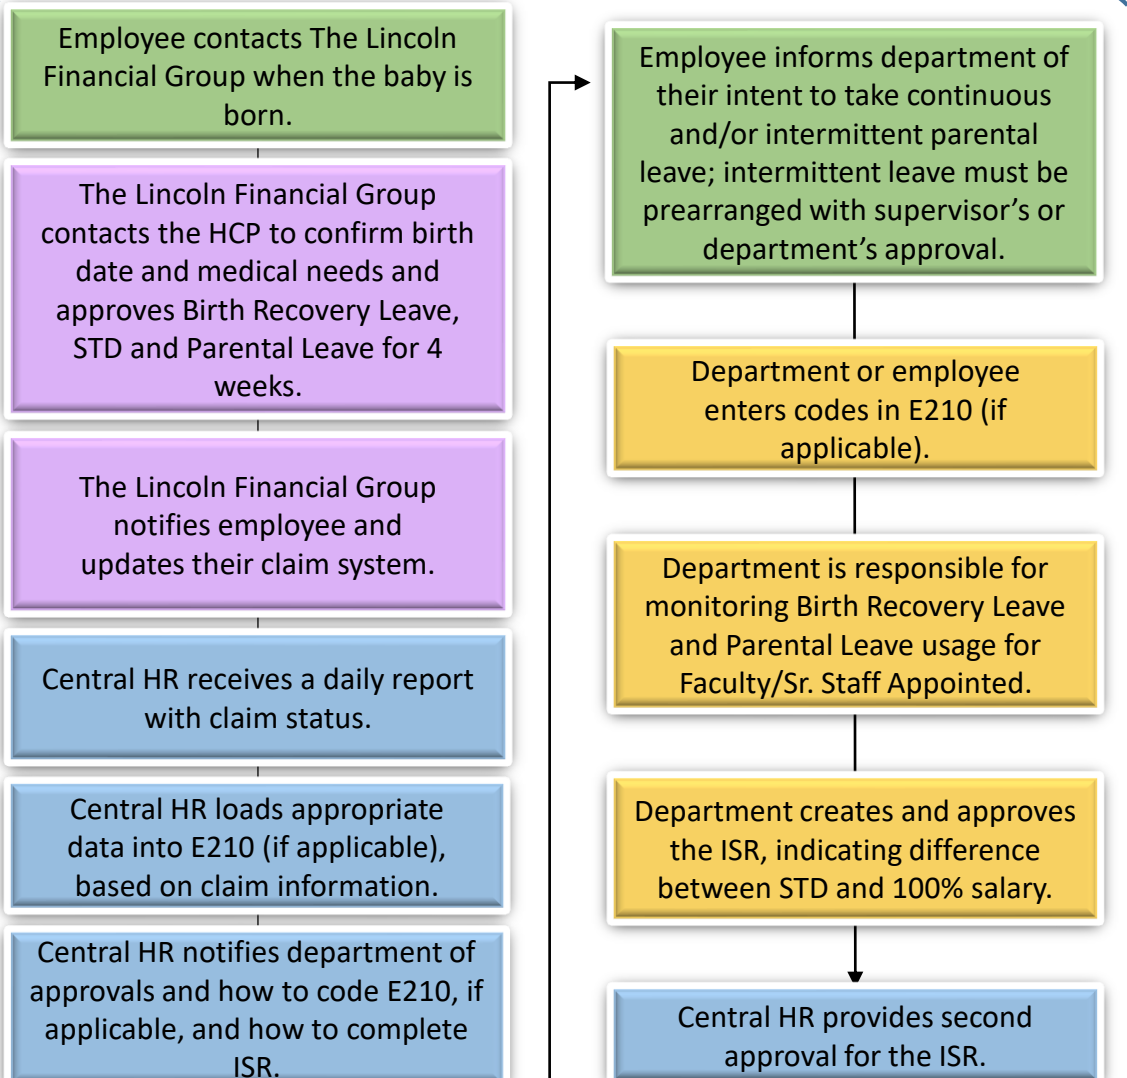 Employee contacts The Lincoln
Financial Group when the baby is
born.
The Lincoln Financial Group
contacts the HCP to confirm birth
date and medical needs and
approves Birth Recovery Leave,
STD and Parental Leave for 4
weeks.
The Lincoln Financial Group
notifies employee and
updates their claim system.
Central HR receives a daily report
with claim status.
Central HR loads appropriate
data into E210 (if applicable),
based on claim information.
Central HR notifies department of
approvals and how to code E210, if
applicable, and how to complete
ISR.
Employee informs department of
their intent to take continuous
and/or intermittent parental
leave; intermittent leave must be
prearranged with supervisor’s or
department’s approval.
Department or employee
enters codes in E210 (if
applicable).
Department is responsible for
monitoring Birth Recovery Leave
and Parental Leave usage for
Faculty/Sr. Staff Appointed.
Department creates and approves
the ISR, indicating difference
between STD and 100% salary.
Central HR provides second
approval for the ISR.